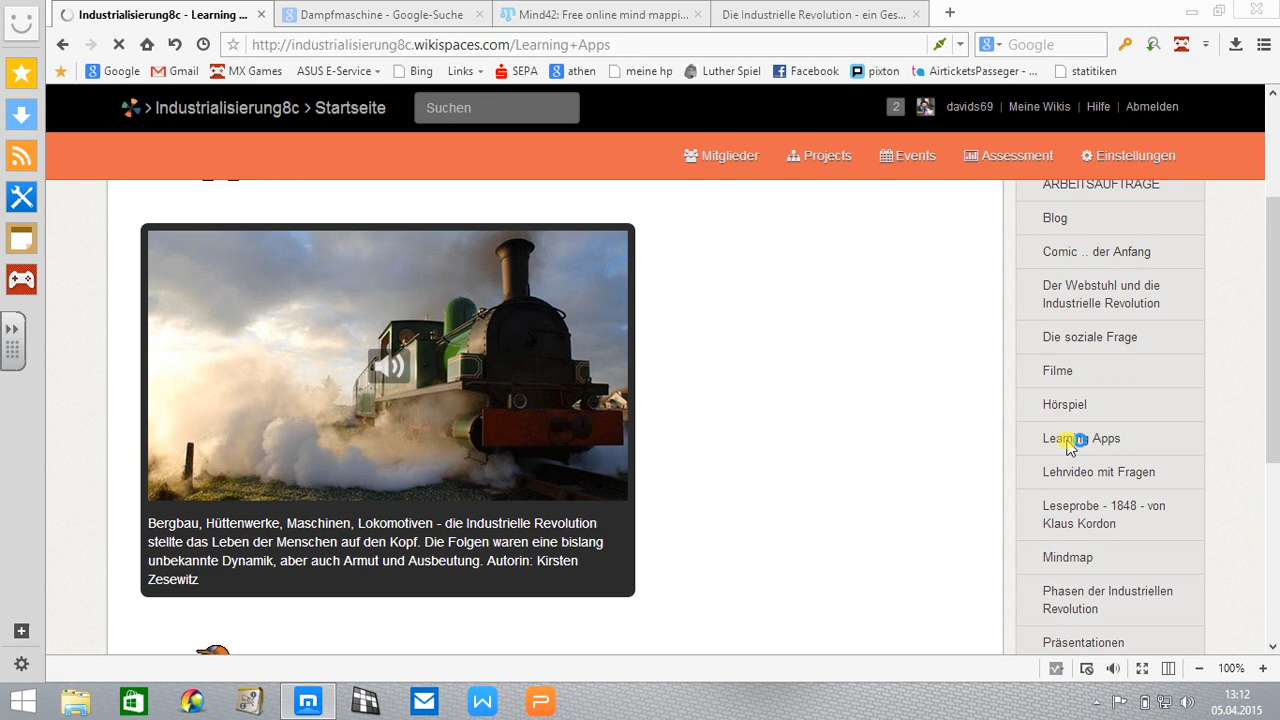 Industrialisierung8c - Learning ...
Dampfmaschine - Google-Suche
Mind42: Free online mind mappi...
Die Industrielle Revolution - ein Ges...
http://industrialisierung8c.wikispaces.com/Learning+Apps
Google
Google
Gmail
MX Games
ASUS E-Service
Bing
Links
SEPA
athen
meine hp
Luther Spiel
Facebook
pixton
AirticketsPasseger - ...
statitiken
Industrialisierung8c > Startseite
Suchen
2
davids69
Meine Wikis
Hilfe
Abmelden
Mitglieder
Projects
Events
Assessment
Einstellungen
ARBEITSAUFTRÄGE
Blog
Comic .. der Anfang
Der Webstuhl und die
Industrielle Revolution
Die soziale Frage
Filme
Hörspiel
Learning Apps
Lehrvideo mit Fragen
Leseprobe - 1848 - von
Klaus Kordon
Mindmap
Phasen der Industriellen
Revolution
Präsentationen
Bergbau, Hüttenwerke, Maschinen, Lokomotiven - die Industrielle Revolution
stellte das Leben der Menschen auf den Kopf. Die Folgen waren eine bislang
unbekannte Dynamik, aber auch Armut und Ausbeutung. Autorin: Kirsten
Zesewitz
100%
13:12
05.04.2015